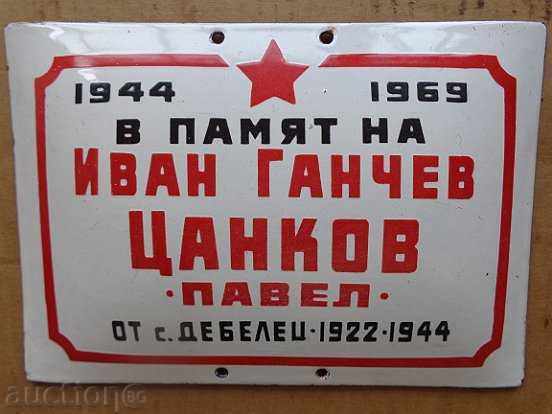 1944 1969
В ПАМЯТ НА
ИВАН ГАНЧЕВ
ЦАНКОВ
·ПАВЕЛ·
ОТ с. ДЕБЕЛЕЦ·1922·1944
auction.bg